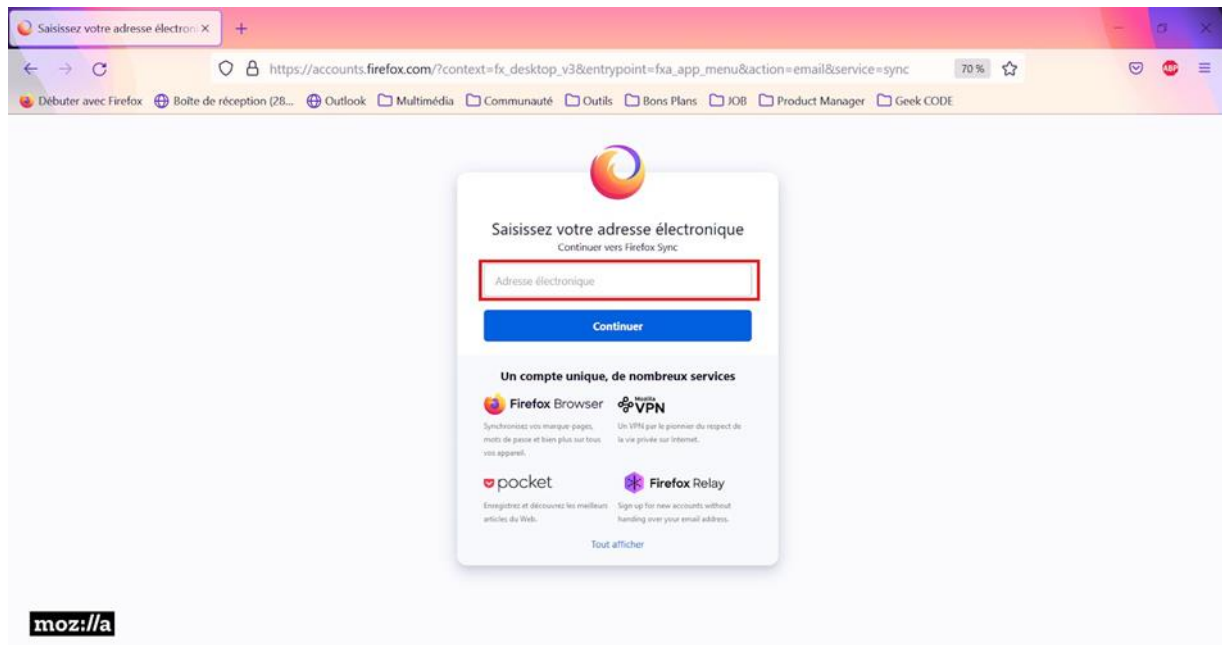 Saisissez votre adresse électroni
https://accounts.firefox.com/?context=fx_desktop_v3&entrypoint=fxa_app_menu&action=email&service=sync 70 %
Débuter avec Firefox Boîte de réception (28... Outlook Multimédia Communauté Outils Bons Plans JOB Product Manager Geek CODE
ABP
Saisissez votre adresse électronique
Continuer vers Firefox Sync
Adresse électronique
Continuer
Un compte unique, de nombreux services
Firefox Browser
Synchronisez vos marque-pages,
mots de passe et bien plus sur tous
vos appareil.
Mozilla
VPN
Un VPN par le pionnier du respect de
la vie privée sur Internet.
pocket
Enregistrez et découvrez les meilleurs
articles du Web.
Firefox Relay
Sign up for new accounts without
handing over your email address.
Tout afficher
moz://a